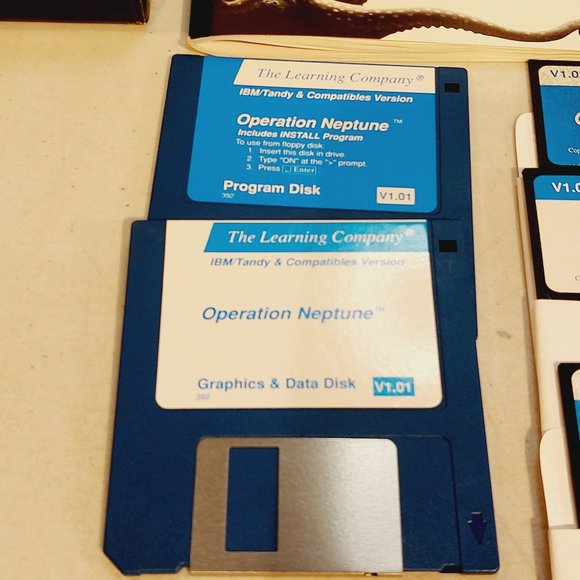 The Learning Company®
IBM/Tandy & Compatibles Version
Operation Neptune™
Includes INSTALL Program
To use from floppy disk:
1. Insert this disk in drive.
2. Type "ON" at the ">" prompt.
3. Press Enter.
Program Disk V1.01
392
The Learning Company®
IBM/Tandy & Compatibles Version
Operation Neptune™
Graphics & Data Disk V1.01
392
V1.0
V1.0